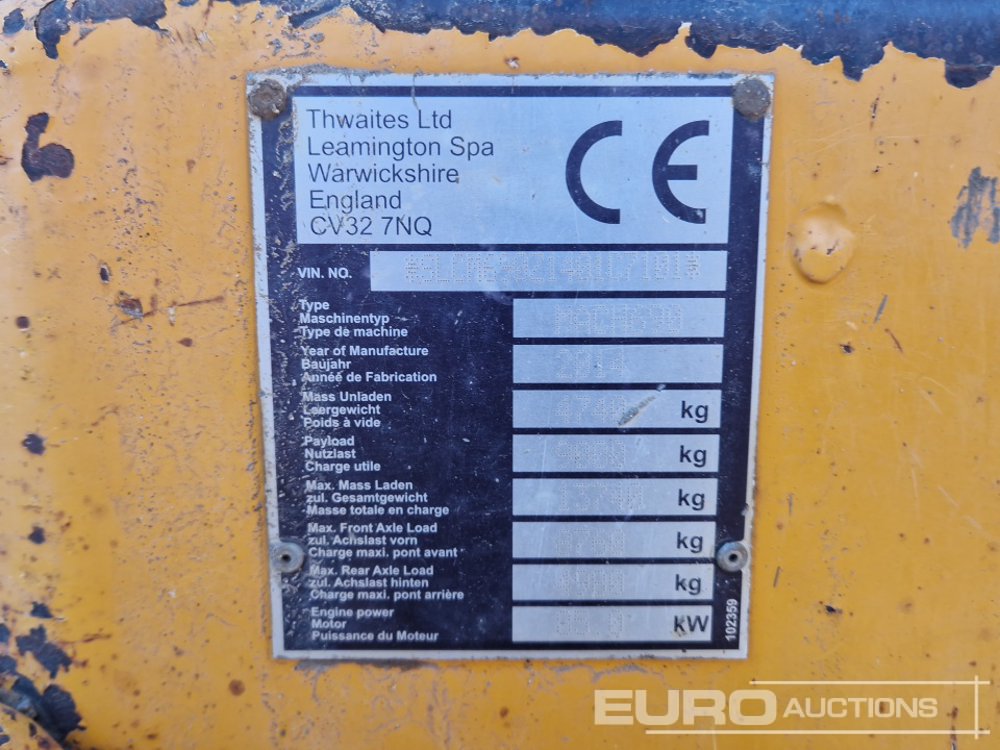 Thwaites Ltd
Leamington Spa
Warwickshire
England
CV32 7NQ
CE
VIN. NO.
Type
Maschinentyp
Type de machine
Year of Manufacture
Baujahr
Année de Fabrication
2014
Mass Unladen
Leergewicht
Poids à vide
kg
Payload
Nutzlast
Charge utile
9000 kg
Max. Mass Laden
zul. Gesamtgewicht
Masse totale en charge
kg
Max. Front Axle Load
zul. Achslast vorn
Charge maxi. pont avant
kg
Max. Rear Axle Load
zul. Achslast hinten
Charge maxi. pont arrière
kg
Engine power
Motor
Puissance du Moteur
kW
102359
EURO AUCTIONS